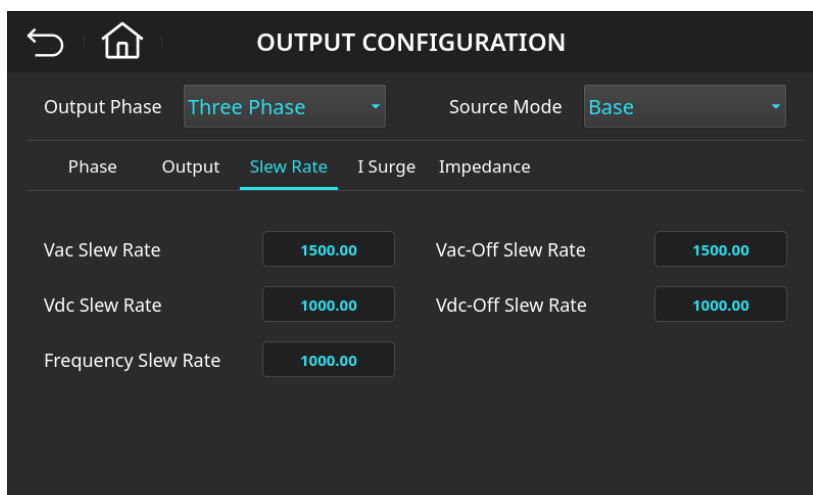 OUTPUT CONFIGURATION
Output Phase Three Phase Source Mode Base
Phase Output Slew Rate I Surge Impedance
Vac Slew Rate 1500.00 Vac-Off Slew Rate 1500.00
Vdc Slew Rate 1000.00 Vdc-Off Slew Rate 1000.00
Frequency Slew Rate 1000.00